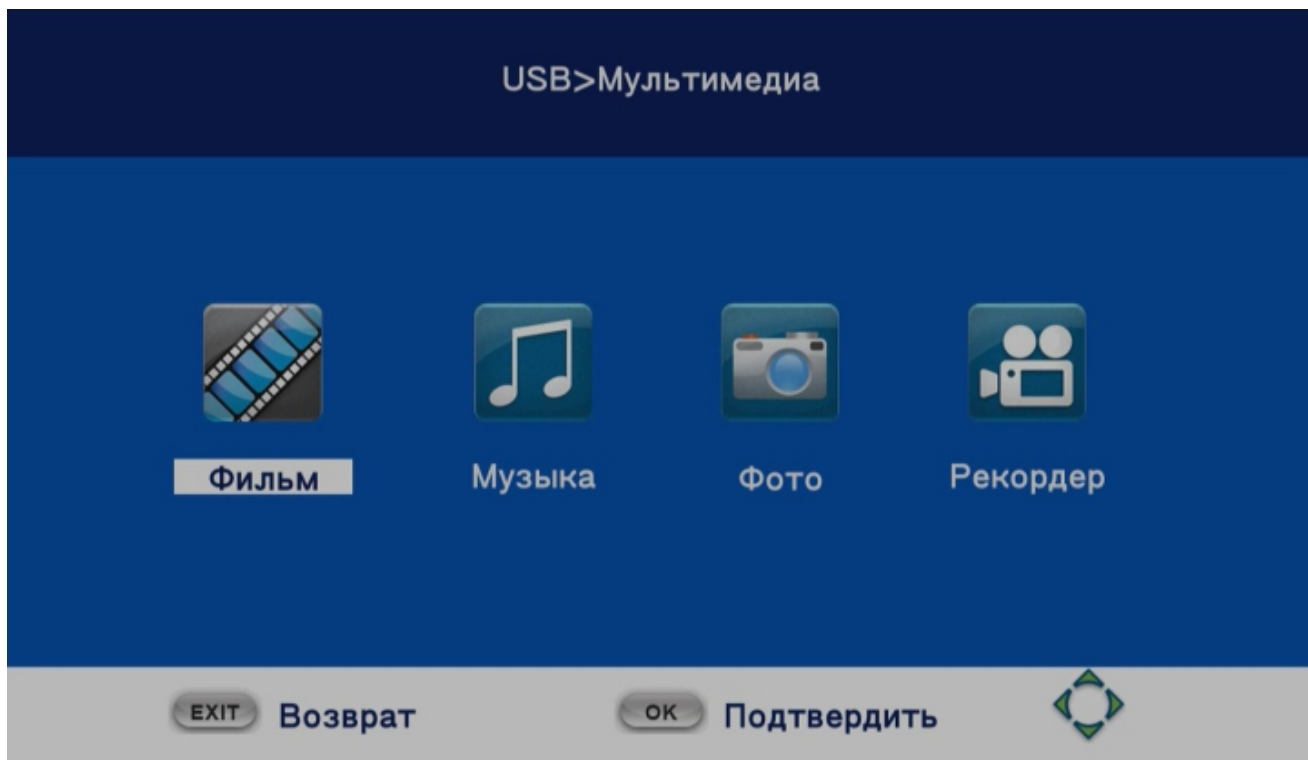 USB>Мультимедиа
Фильм Музыка Фото Рекордер
EXIT Возврат OK Подтвердить